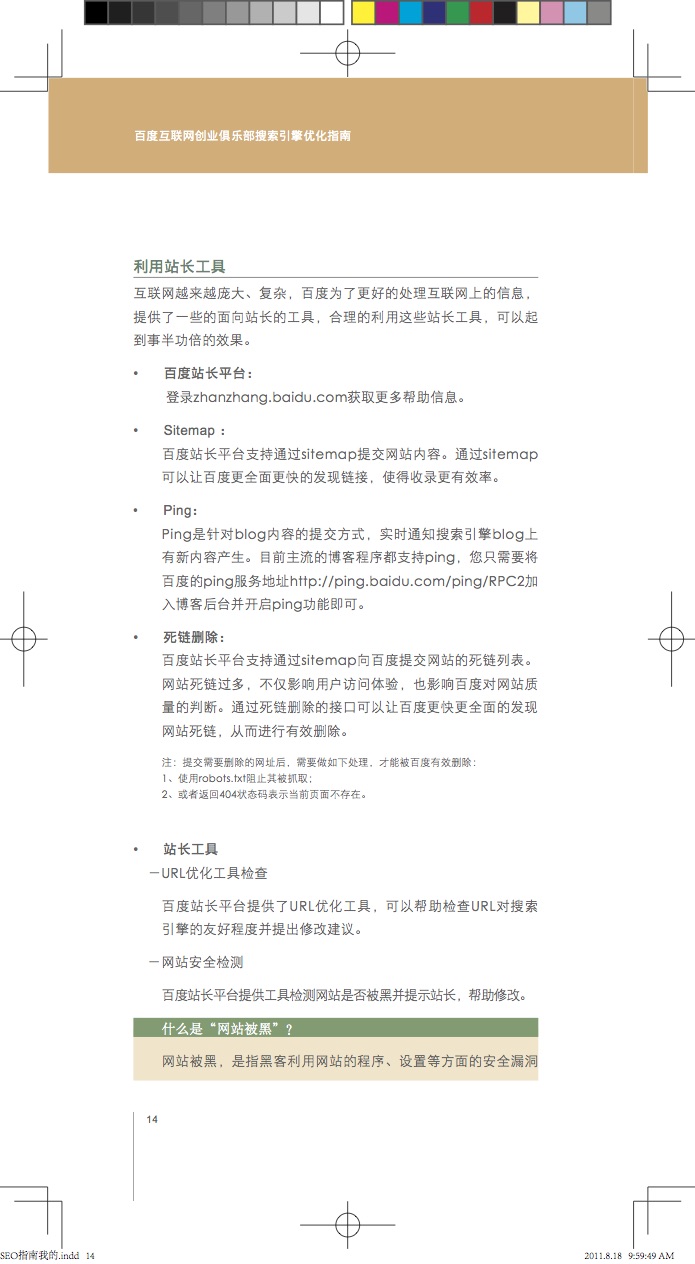 百度互联网创业俱乐部搜索引擎优化指南
利用站长工具
互联网越来越庞大、复杂，百度为了更好的处理互联网上的信息，
提供了一些的面向站长的工具，合理的利用这些站长工具，可以起
到事半功倍的效果。
• 百度站长平台：
登录zhanzhang.baidu.com获取更多帮助信息。
• Sitemap ：
百度站长平台支持通过sitemap提交网站内容。通过sitemap
可以让百度更全面更快的发现链接，使得收录更有效率。
• Ping：
Ping是针对blog内容的提交方式，实时通知搜索引擎blog上
有新内容产生。目前主流的博客程序都支持ping，您只需要将
百度的ping服务地址http://ping.baidu.com/ping/RPC2加
入博客后台并开启ping功能即可。
• 死链删除：
百度站长平台支持通过sitemap向百度提交网站的死链列表。
网站死链过多，不仅影响用户访问体验，也影响百度对网站质
量的判断。通过死链删除的接口可以让百度更快更全面的发现
网站死链，从而进行有效删除。
注：提交需要删除的网址后，需要做如下处理，才能被百度有效删除：
1、使用robots.txt阻止其被抓取；
2、或者返回404状态码表示当前页面不存在。
• 站长工具
－URL优化工具检查
百度站长平台提供了URL优化工具，可以帮助检查URL对搜索
引擎的友好程度并提出修改建议。
－网站安全检测
百度站长平台提供工具检测网站是否被黑并提示站长，帮助修改。
什么是“网站被黑”？
网站被黑，是指黑客利用网站的程序、设置等方面的安全漏洞
14
SEO指南我的.indd 14
2011.8.18 9:59:49 AM